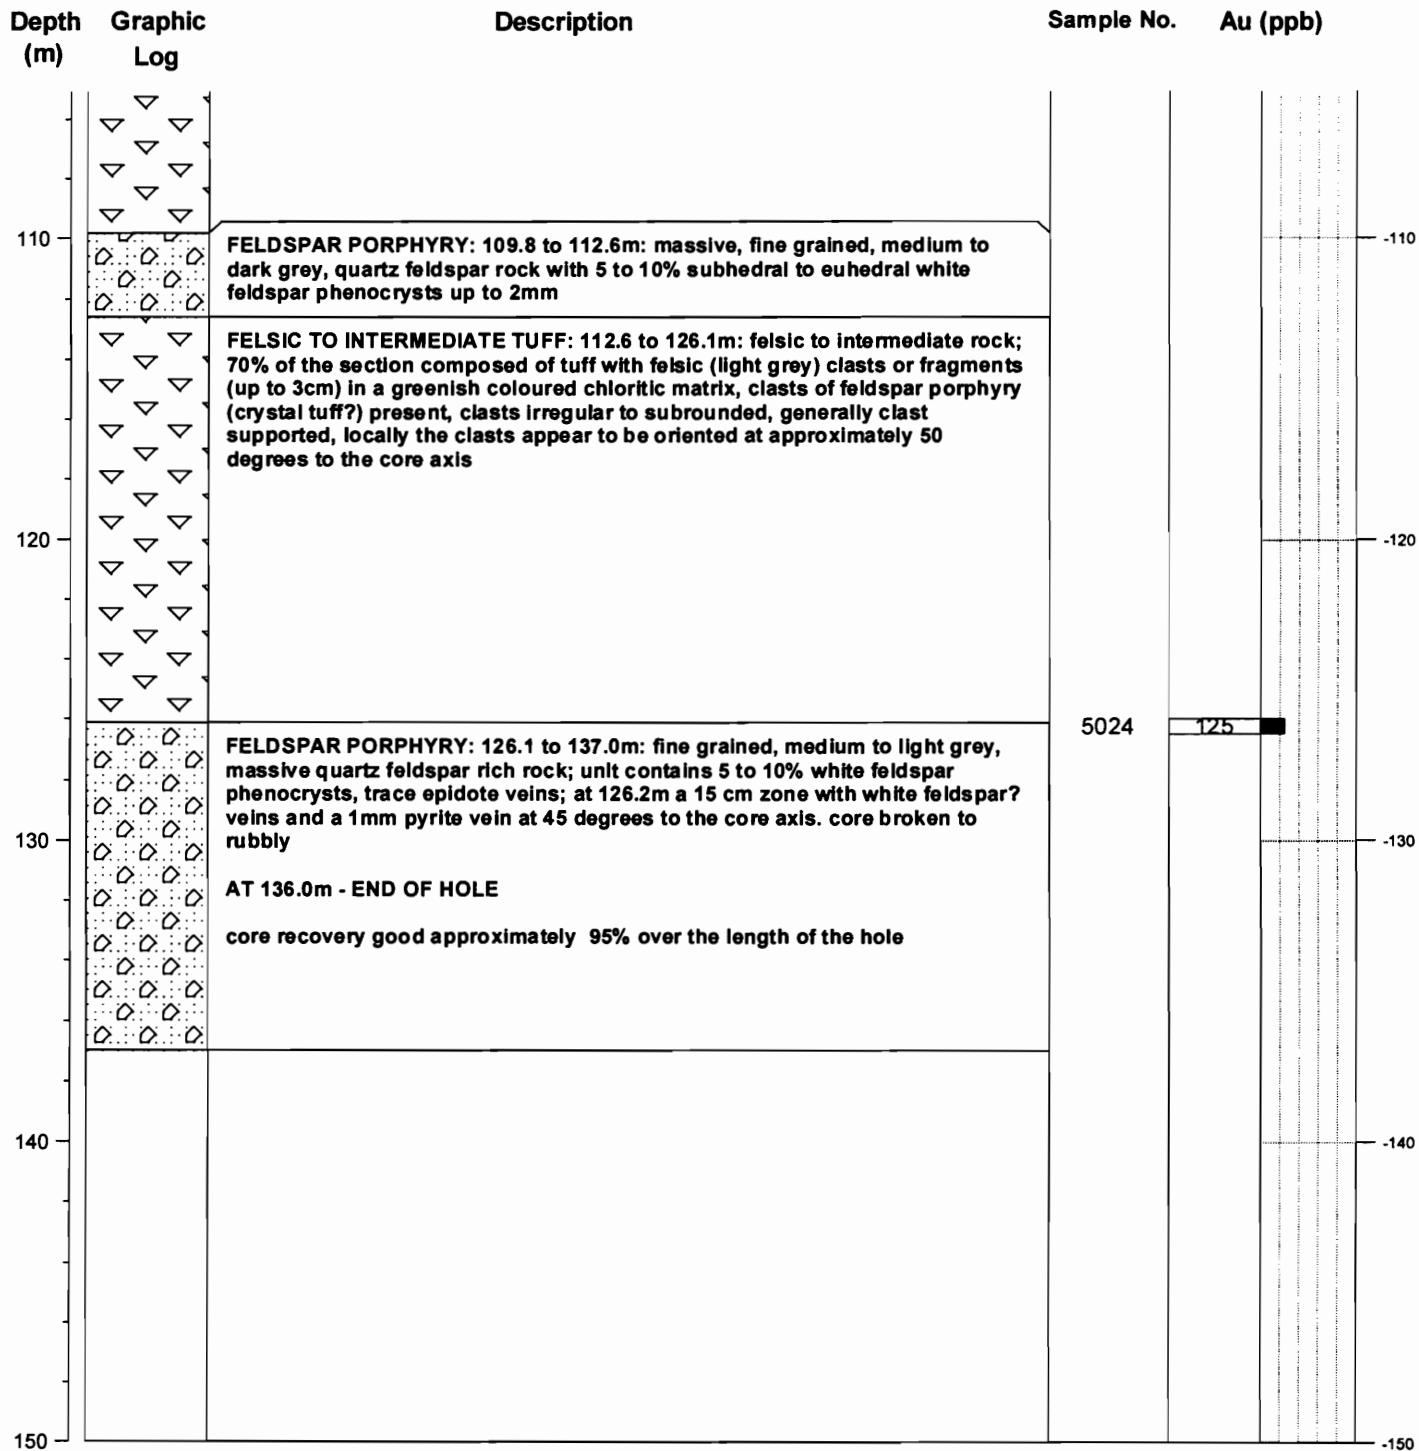 Depth Graphic Description Sample No. Au (ppb)
(m) Log
110
FELDSPAR PORPHYRY: 109.8 to 112.6m: massive, fine grained, medium to
dark grey, quartz feldspar rock with 5 to 10% subhedral to euhedral white
feldspar phenocrysts up to 2mm
-110
FELSIC TO INTERMEDIATE TUFF: 112.6 to 126.1m: felsic to intermediate rock;
70% of the section composed of tuff with felsic (light grey) clasts or fragments
(up to 3cm) in a greenish coloured chloritic matrix, clasts of feldspar porphyry
(crystal tuff?) present, clasts irregular to subrounded, generally clast
supported, locally the clasts appear to be oriented at approximately 50
degrees to the core axis
120 -120
5024 125
FELDSPAR PORPHYRY: 126.1 to 137.0m: fine grained, medium to light grey,
massive quartz feldspar rich rock; unit contains 5 to 10% white feldspar
phenocrysts, trace epidote veins; at 126.2m a 15 cm zone with white feldspar?
veins and a 1mm pyrite vein at 45 degrees to the core axis. core broken to
rubbly
130 -130
AT 136.0m - END OF HOLE
core recovery good approximately 95% over the length of the hole
140 -140
150 -150